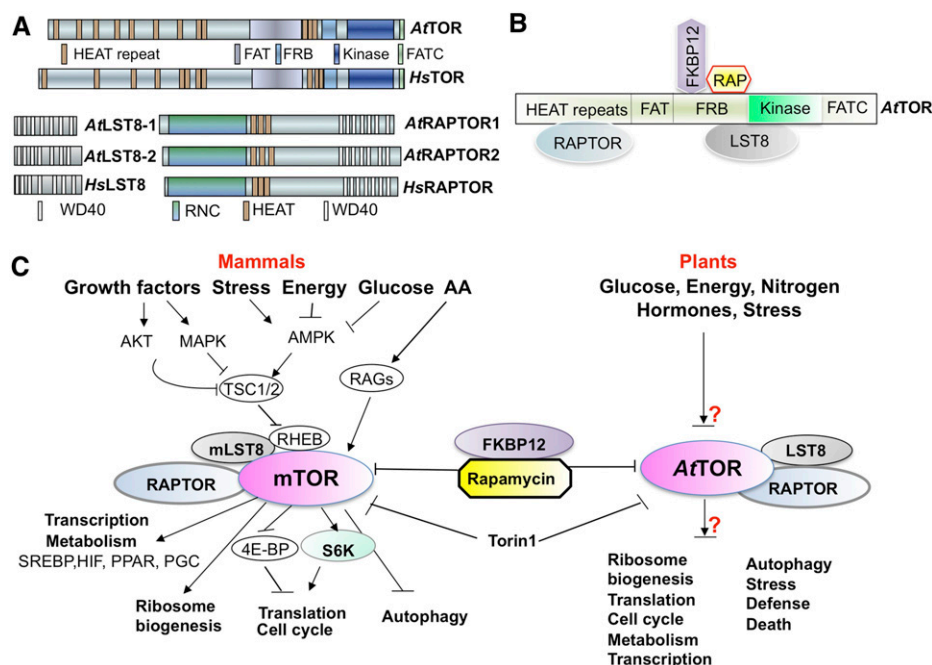 A
AtTOR
HEAT repeat FAT FRB Kinase FATC
HsTOR
AtLST8-1 AtRAPTOR1
AtLST8-2 AtRAPTOR2
HsLST8 HsRAPTOR
WD40 RNC HEAT WD40
B
FKBP12
RAP
HEAT repeats FAT FRB Kinase FATC AtTOR
RAPTOR LST8
C
Mammals
Growth factors Stress Energy Glucose AA
AKT MAPK AMPK
TSC1/2 RAGs
RHEB
mLST8
RAPTOR mTOR
FKBP12
Rapamycin
Torin1
Transcription
Metabolism
SREBP,HIF, PPAR, PGC
4E-BP S6K
Ribosome
biogenesis
Translation
Cell cycle
Autophagy
Plants
Glucose, Energy, Nitrogen
Hormones, Stress
?
AtTOR LST8
RAPTOR
?
Ribosome
biogenesis
Translation
Cell cycle
Metabolism
Transcription
Autophagy
Stress
Defense
Death